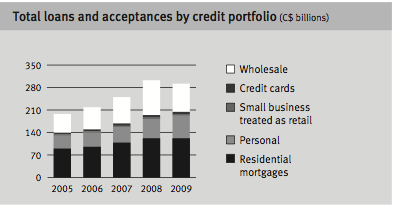 Total loans and acceptances by credit portfolio (C$ billions)
350
280
210
140
70
0
2005 2006 2007 2008 2009
Wholesale
Credit cards
Small business
treated as retail
Personal
Residential
mortgages